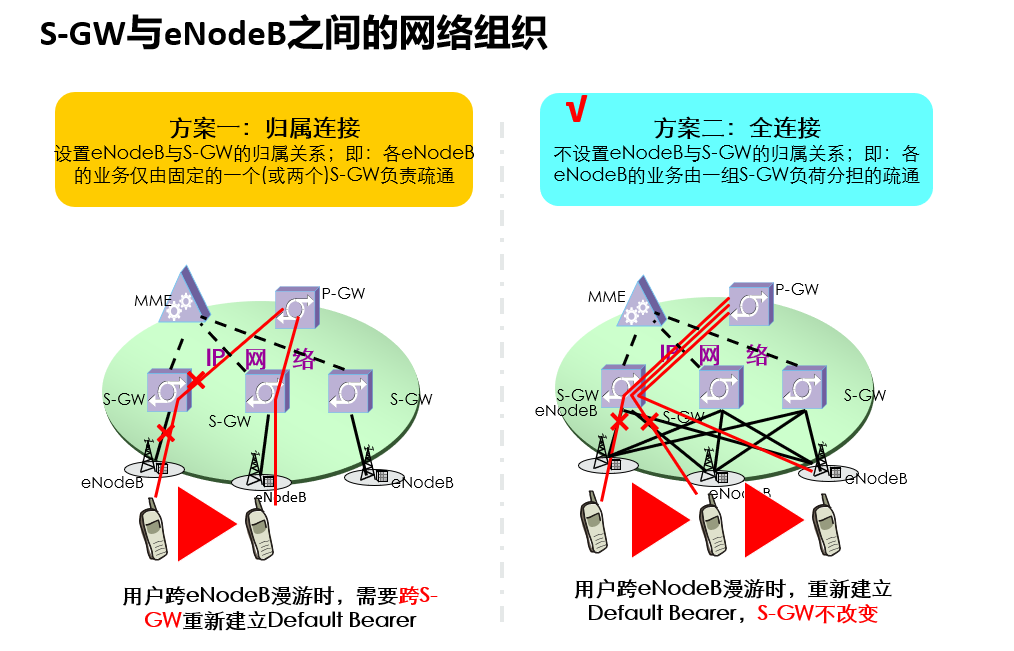 S-GW与eNodeB之间的网络组织
方案一：归属连接
设置eNodeB与S-GW的归属关系；即：各eNodeB
的业务仅由固定的一个(或两个)S-GW负责疏通
√
方案二：全连接
不设置eNodeB与S-GW的归属关系；即：各
eNodeB的业务由一组S-GW负荷分担的疏通
MME
P-GW
IP 网 络
S-GW
S-GW
S-GW
eNodeB
eNodeB
eNodeB
用户跨eNodeB漫游时，需要跨S-
GW重新建立Default Bearer
MME
P-GW
IP 网 络
S-GW
S-GW
S-GW
eNodeB
eNodeB
eNodeB
用户跨eNodeB漫游时，重新建立
Default Bearer，S-GW不改变